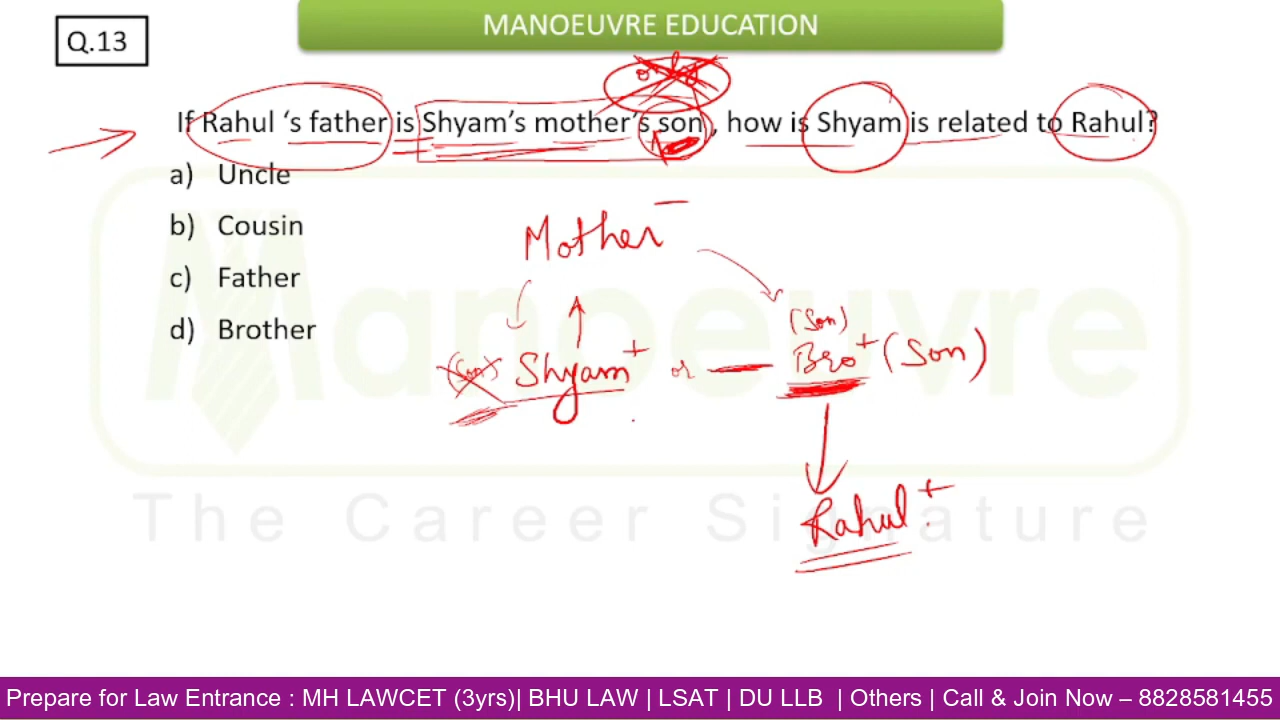 Q.13
MANOEUVRE EDUCATION
If Rahul 's father is Shyam's mother's son , how is Shyam is related to Rahul?
a) Uncle
b) Cousin
c) Father
d) Brother
Mother –
(Son)
(Son) Shyam + or — Bro + (Son)
Rahul +
Manoeuvre
The Career Signature
Prepare for Law Entrance : MH LAWCET (3yrs)| BHU LAW | LSAT | DU LLB | Others | Call & Join Now – 8828581455